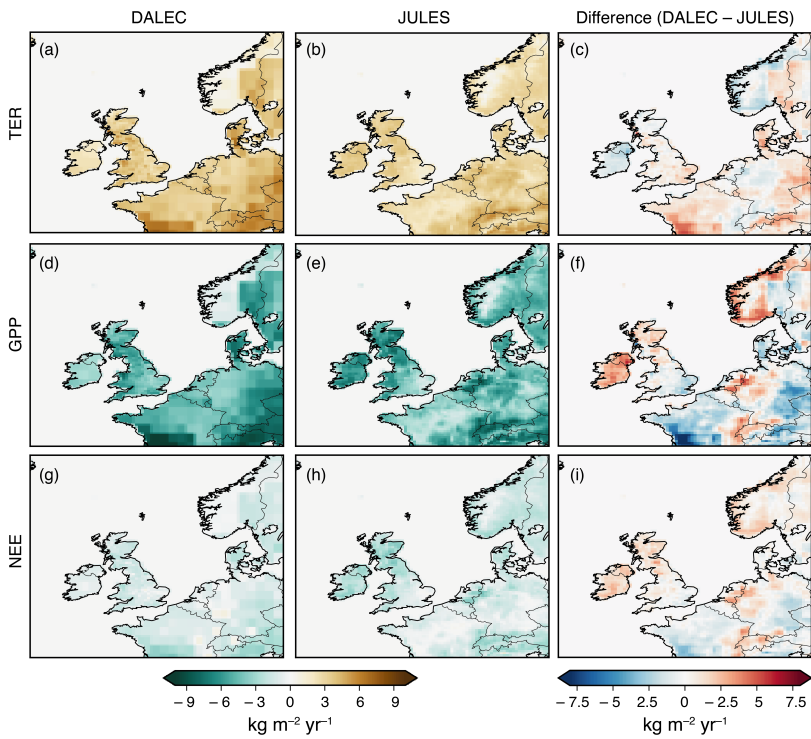 DALEC JULES Difference (DALEC – JULES)
TER (a) (b) (c)
GPP (d) (e) (f)
NEE (g) (h) (i)
−9 −6 −3 0 3 6 9 −7.5 −5 −2.5 0 2.5 5 7.5
kg m⁻² yr⁻¹ kg m⁻² yr⁻¹